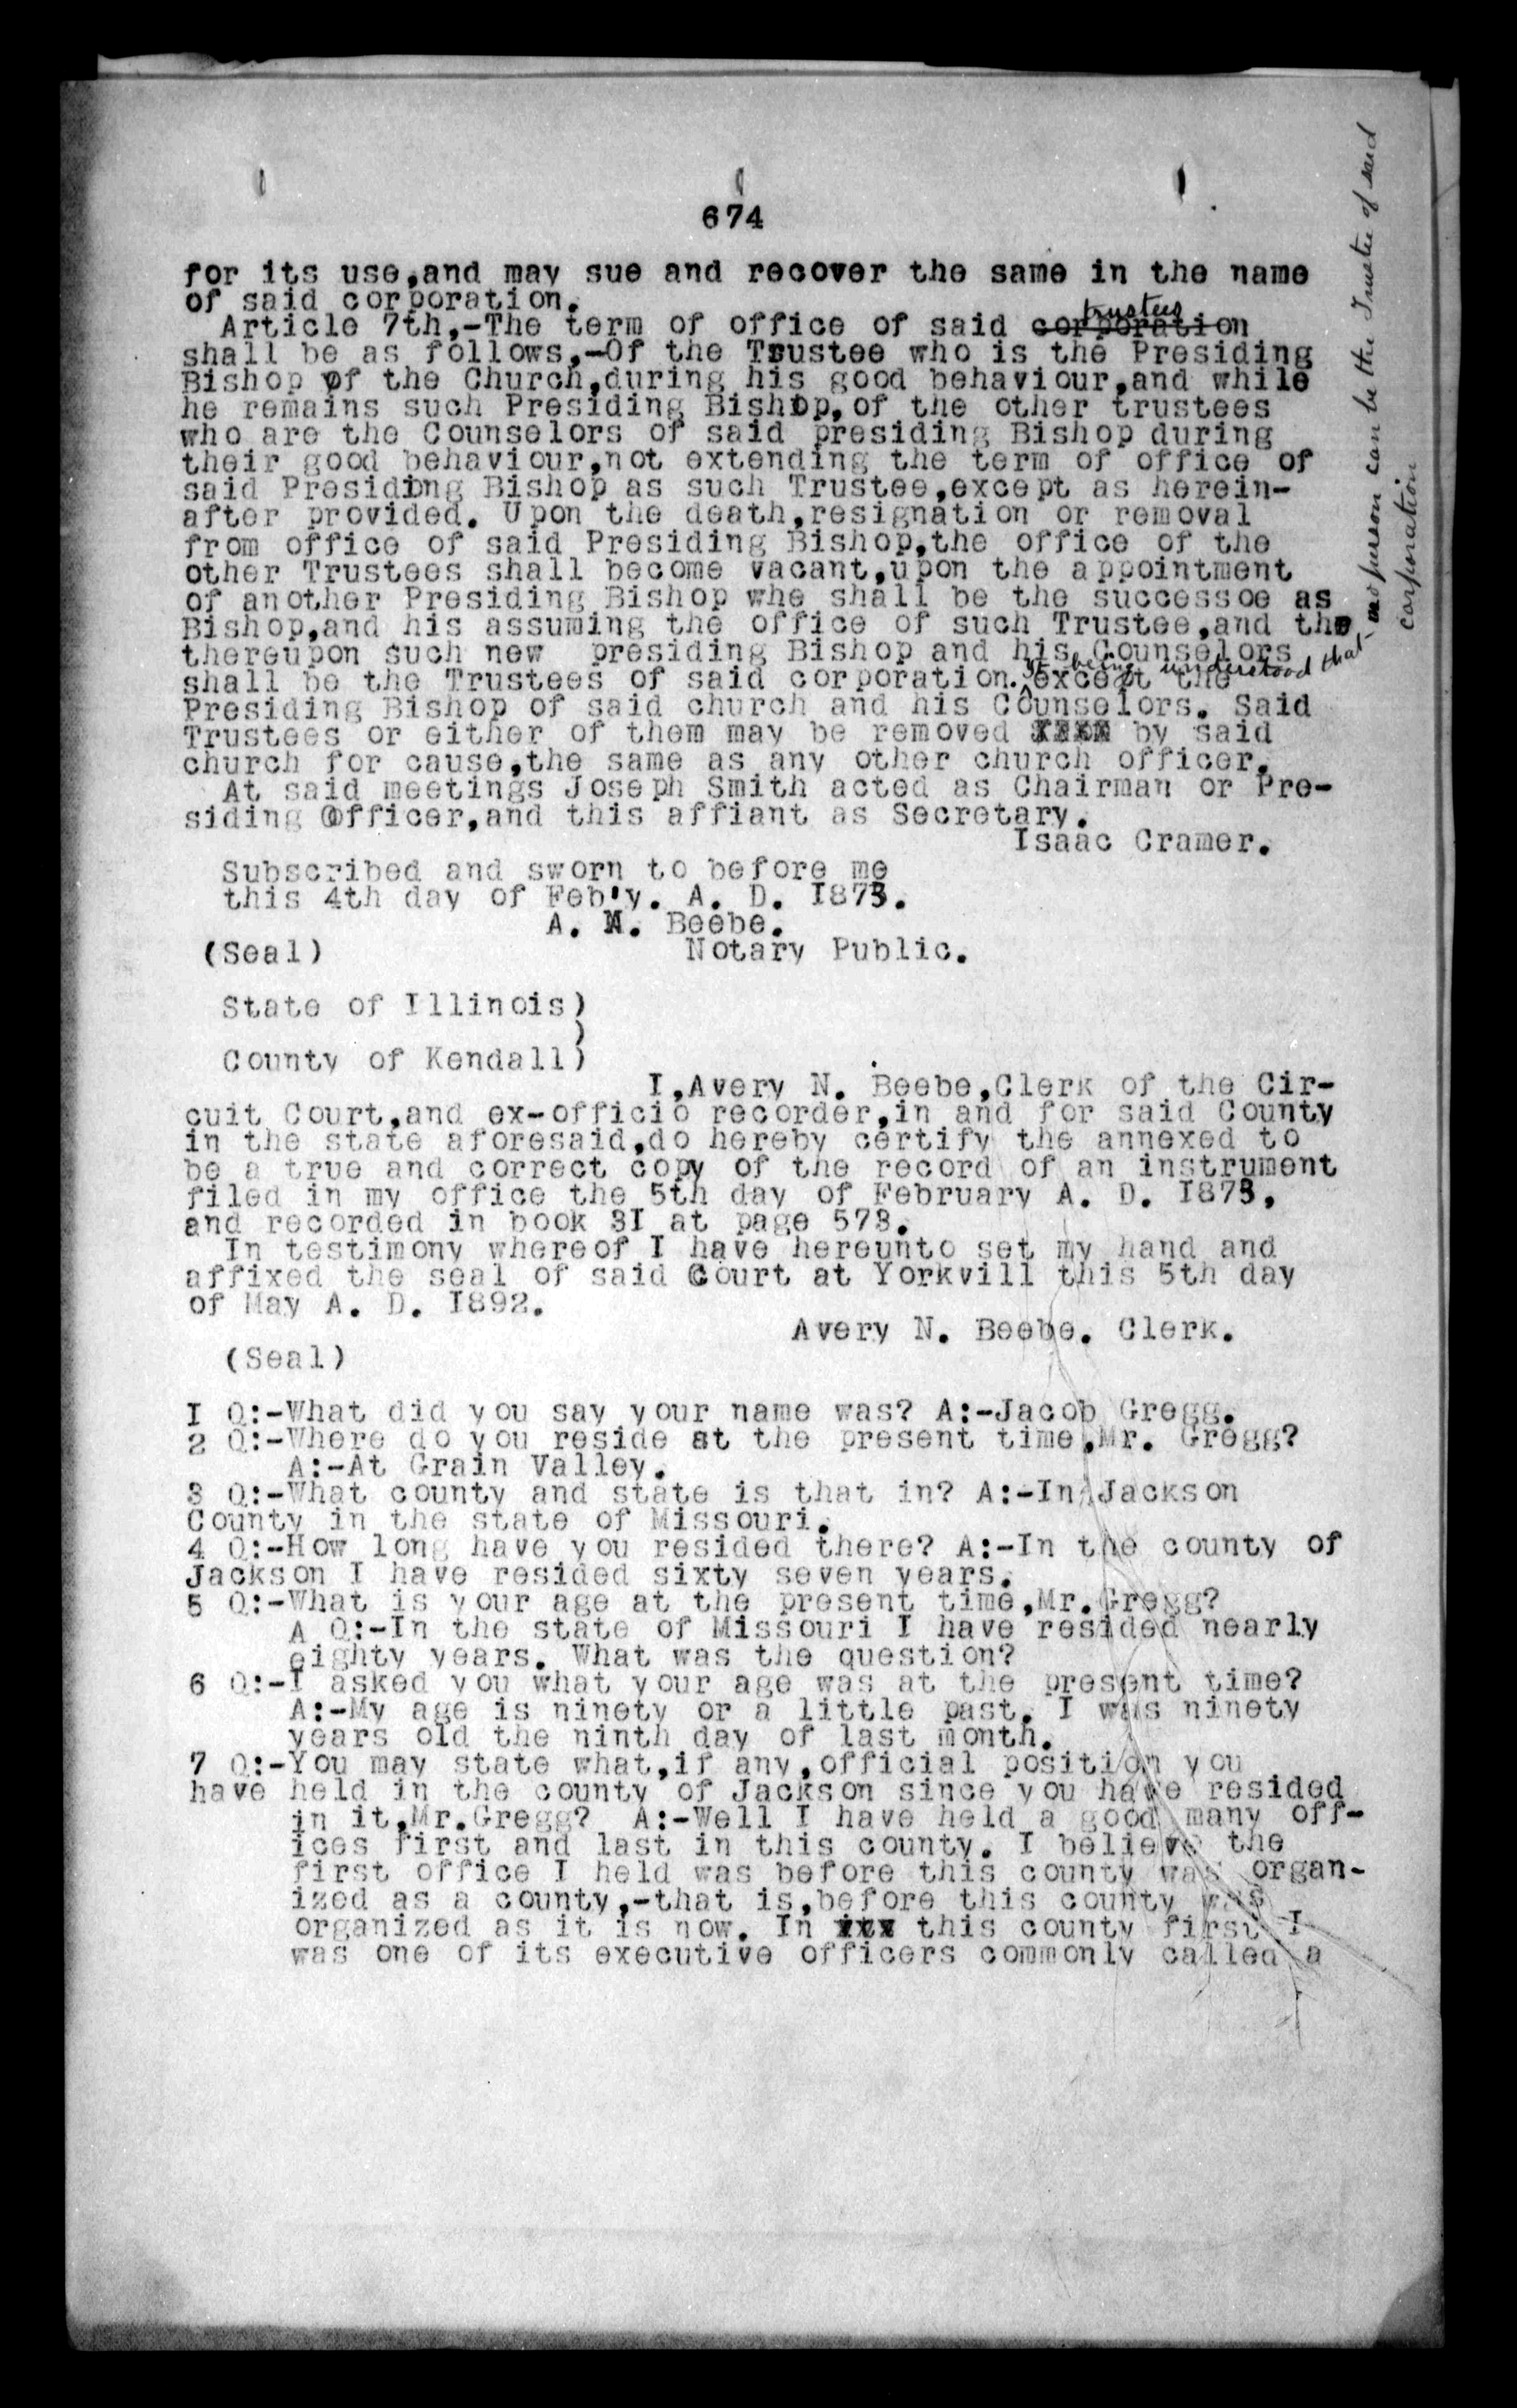 674
for its use,and may sue and recover the same in the name
of said corporation.
trustees
Article 7th,-The term of office of said corporation
shall be as follows,-Of the Trustee who is the Presiding
Bishop of the Church,during his good behaviour,and while
he remains such Presiding Bishop,of the other trustees
who are the Counselors of said presiding Bishop during
their good behaviour,not extending the term of office of
said Presiding Bishop as such Trustee,except as herein-
after provided. Upon the death,resignation or removal
from office of said Presiding Bishop,the office of the
other Trustees shall become vacant,upon the appointment
of another Presiding Bishop whe shall be the successoe as
Bishop,and his assuming the office of such Trustee,and the
thereupon such new presiding Bishop and his Counselors
it being understood that no person can be the Trustee of said
corporation
shall be the Trustees of said corporation. except the
Presiding Bishop of said church and his Counselors. Said
Trustees or either of them may be removed xxxx by said
church for cause,the same as any other church officer.
At said meetings Joseph Smith acted as Chairman or Pre-
siding Officer,and this affiant as Secretary.
Isaac Cramer.
Subscribed and sworn to before me
this 4th day of Feb'y. A. D. I873.
A. N. Beebe.
(Seal) Notary Public.
State of Illinois)
)
County of Kendall)
I,Avery N. Beebe,Clerk of the Cir-
cuit Court,and ex-officio recorder,in and for said County
in the state aforesaid,do hereby certify the annexed to
be a true and correct copy of the record of an instrument
filed in my office the 5th day of February A. D. I873,
and recorded in book 3I at page 573.
In testimony whereof I have hereunto set my hand and
affixed the seal of said Court at Yorkvill this 5th day
of May A. D. I892.
Avery N. Beebe. Clerk.
(Seal)
I Q:-What did you say your name was? A:-Jacob Gregg.
2 Q:-Where do you reside at the present time,Mr. Gregg?
A:-At Grain Valley.
3 Q:-What county and state is that in? A:-In Jackson
County in the state of Missouri.
4 Q:-How long have you resided there? A:-In the county of
Jackson I have resided sixty seven years.
5 Q:-What is your age at the present time,Mr.Gregg?
A Q:-In the state of Missouri I have resided nearly
eighty years. What was the question?
6 Q:-I asked you what your age was at the present time?
A:-My age is ninety or a little past. I was ninety
years old the ninth day of last month.
7 Q:-You may state what,if any,official position you
have held in the county of Jackson since you have resided
in it,Mr.Gregg? A:-Well I have held a good many off-
ices first and last in this county. I believe the
first office I held was before this county was organ-
ized as a county,-that is,before this county was
organized as it is now. In itx this county first I
was one of its executive officers commonly called a